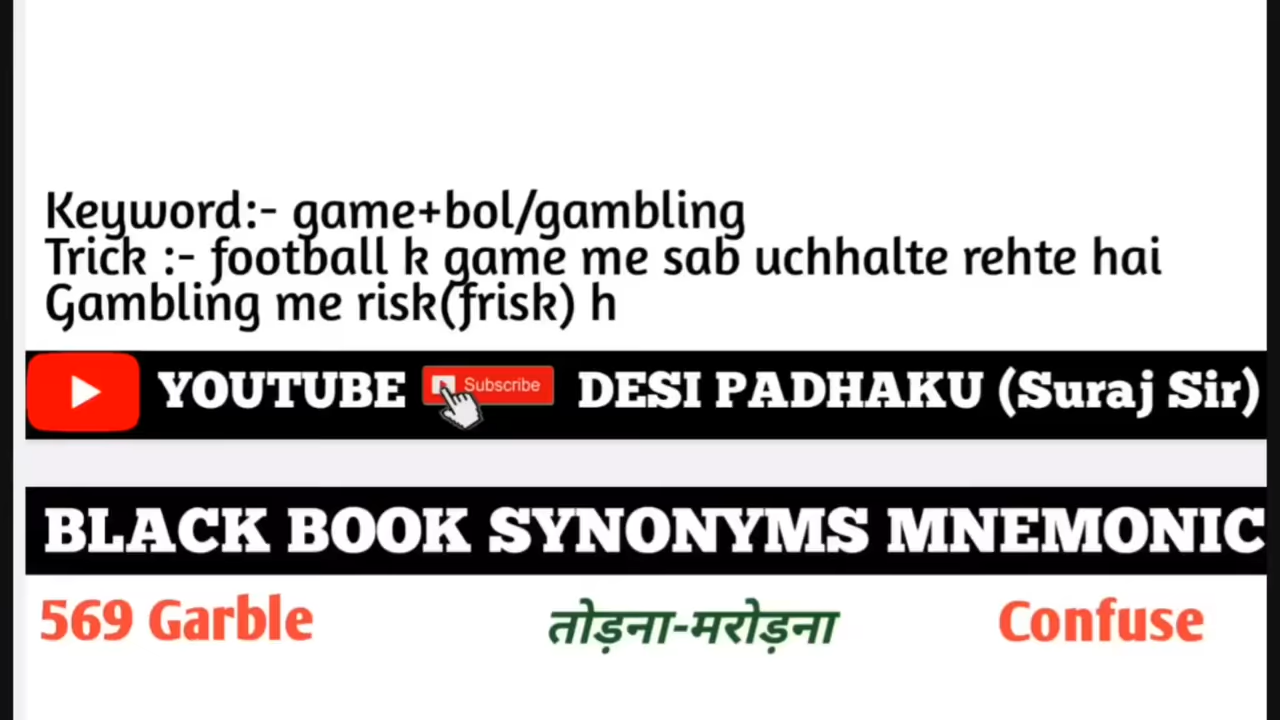 Keyword:- game+bol/gambling
Trick :- football k game me sab uchhalte rehte hai
Gambling me risk(frisk) h
YOUTUBE Subscribe DESI PADHAKU (Suraj Sir)
BLACK BOOK SYNONYMS MNEMONIC
569 Garble तोड़ना-मरोड़ना Confuse